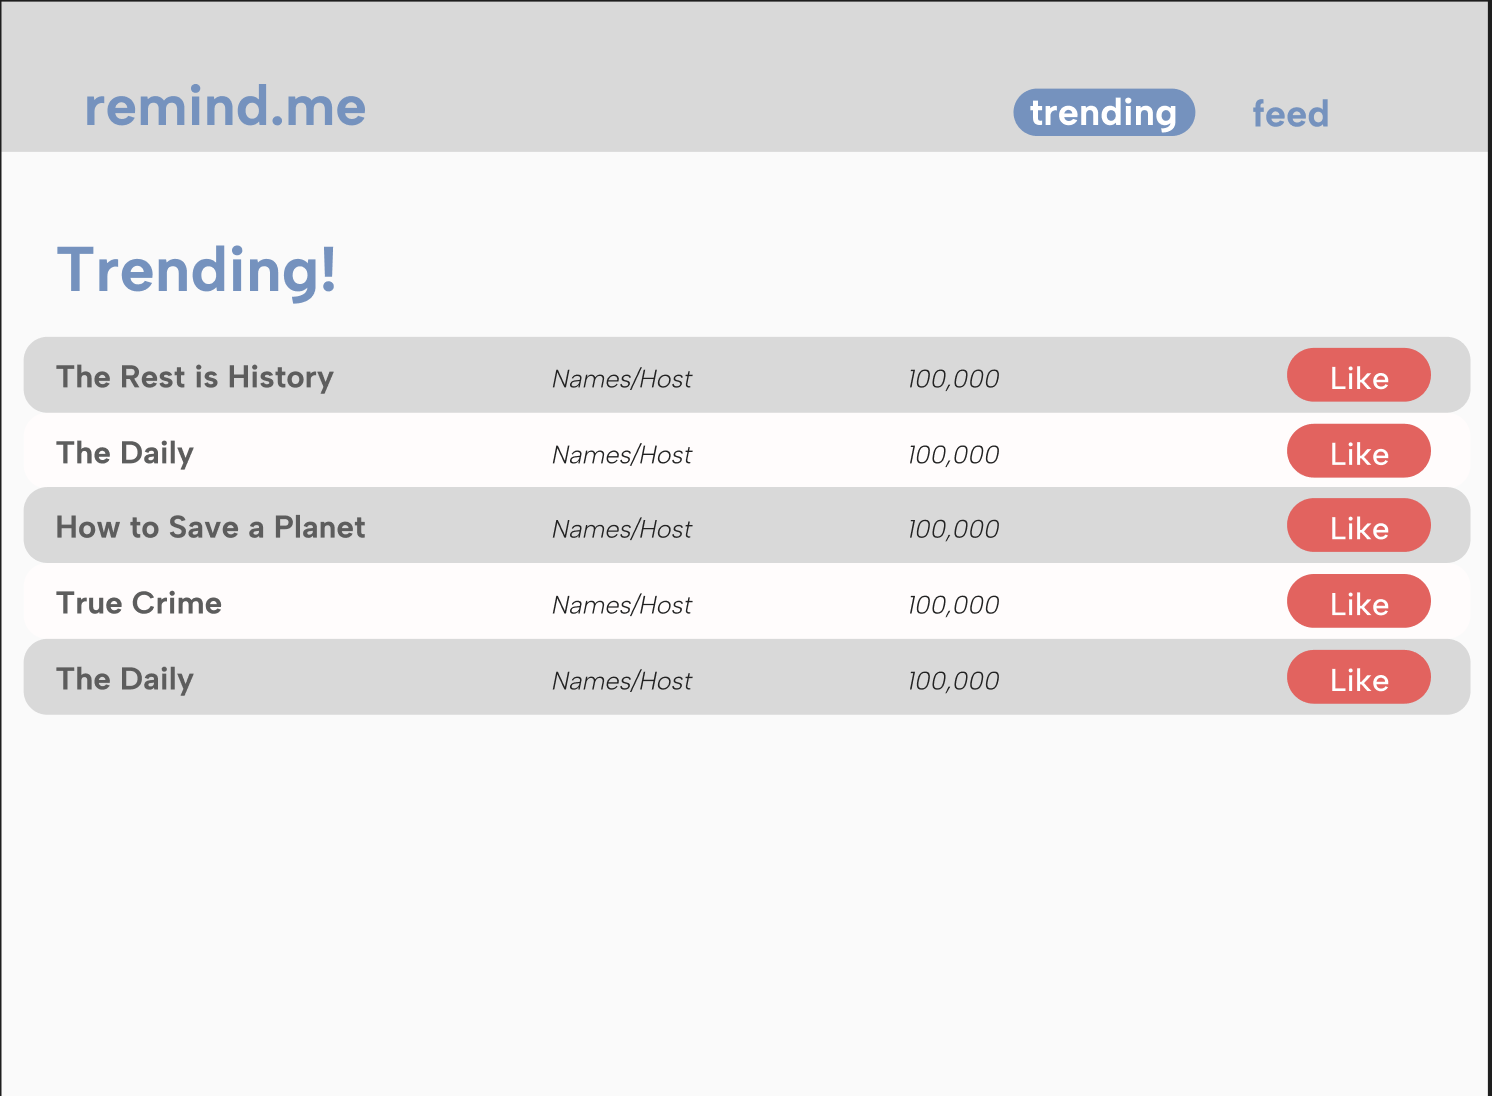 remind.me trending feed
Trending!
The Rest is History Names/Host 100,000 Like
The Daily Names/Host 100,000 Like
How to Save a Planet Names/Host 100,000 Like
True Crime Names/Host 100,000 Like
The Daily Names/Host 100,000 Like